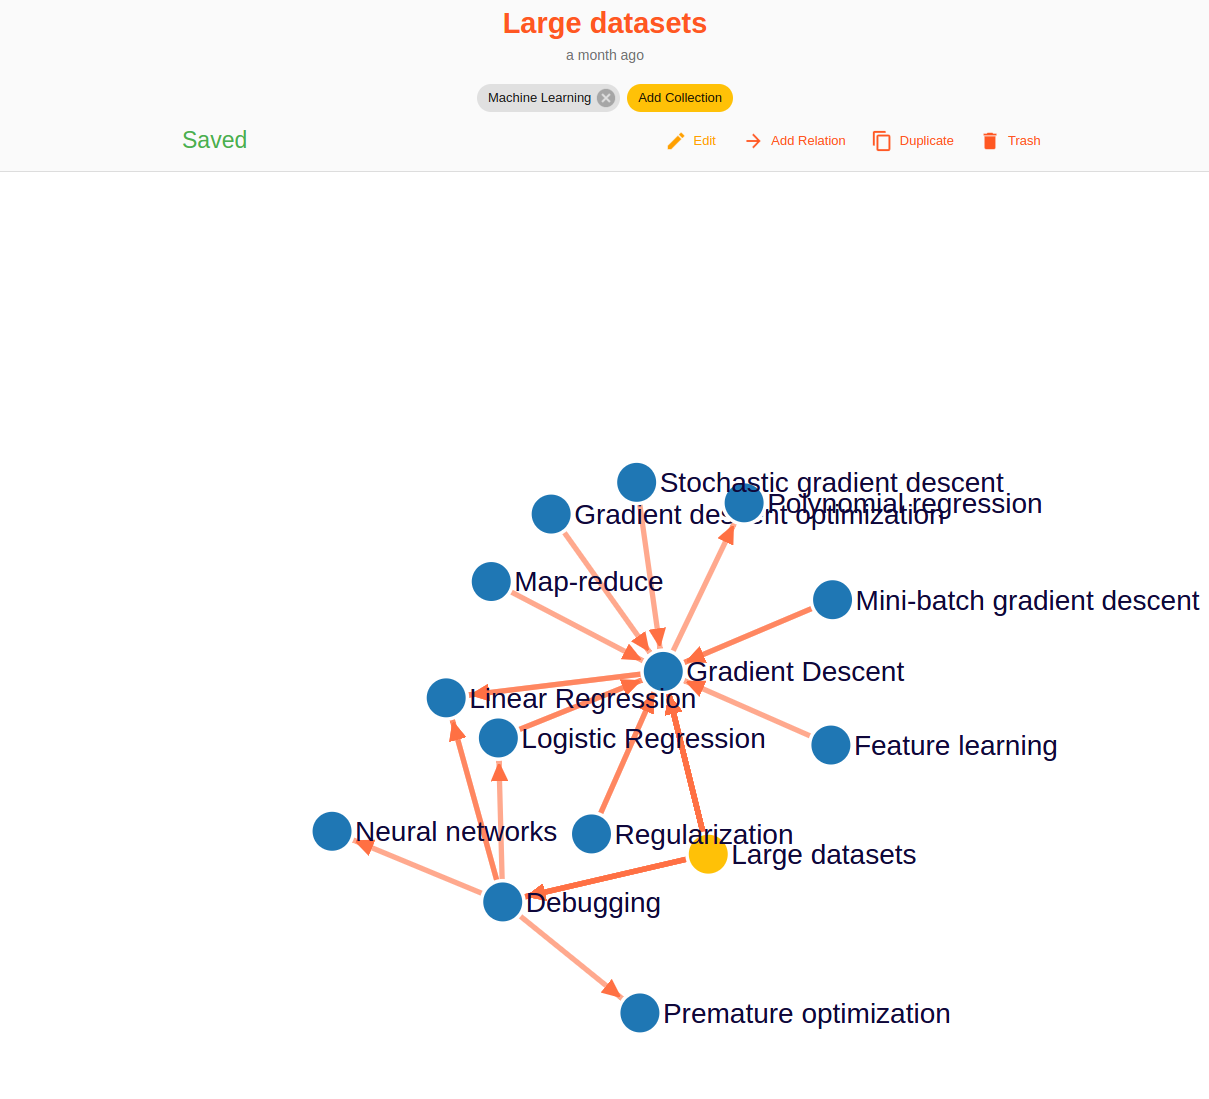 Large datasets
a month ago
Machine Learning
Add Collection
Saved
Edit
Add Relation
Duplicate
Trash
Stochastic gradient descent
Polynomial regression
Gradient descent optimization
Map-reduce
Mini-batch gradient descent
Gradient Descent
Linear Regression
Logistic Regression
Feature learning
Neural networks
Regularization
Large datasets
Debugging
Premature optimization